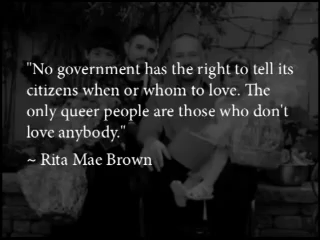 "No government has the right to tell its
citizens when or whom to love. The
only queer people are those who don't
love anybody."
~ Rita Mae Brown